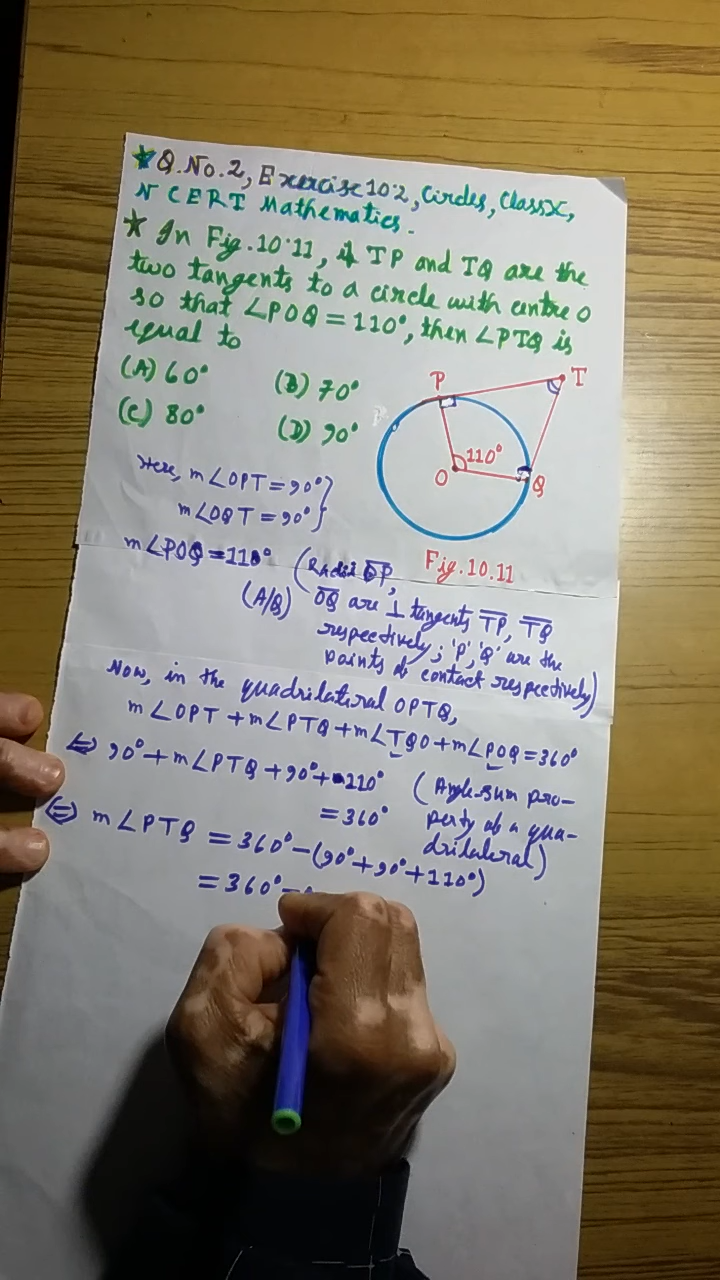 ★ Q.No.2, Exercise 10.2, Circles, Class X,
NCERT Mathematics.
★ In Fig. 10.11, if TP and TQ are the
two tangents to a circle with centre O
so that ∠POQ = 110°, then ∠PTQ is
equal to
(A) 60°
(B) 70°
(C) 80°
(D) 90°
P
T
110°
O
Q
Fig. 10.11
Here, m∠OPT = 90° }
m∠OQT = 90° }
m∠POQ = 110° (Radii OP,
(A/Q) OQ are ⊥ tangents TP, TQ
respectively; 'P', 'Q' are the
points of contact respectively)
Now, in the quadrilateral OPTQ,
m∠OPT + m∠PTQ + m∠TQO + m∠POQ = 360°
⇔ 90° + m∠PTQ + 90° + 110° (Angle-sum pro-
= 360° perty of a qua-
drilateral)
⇔ m∠PTQ = 360° − (90° + 90° + 110°)
= 360° −